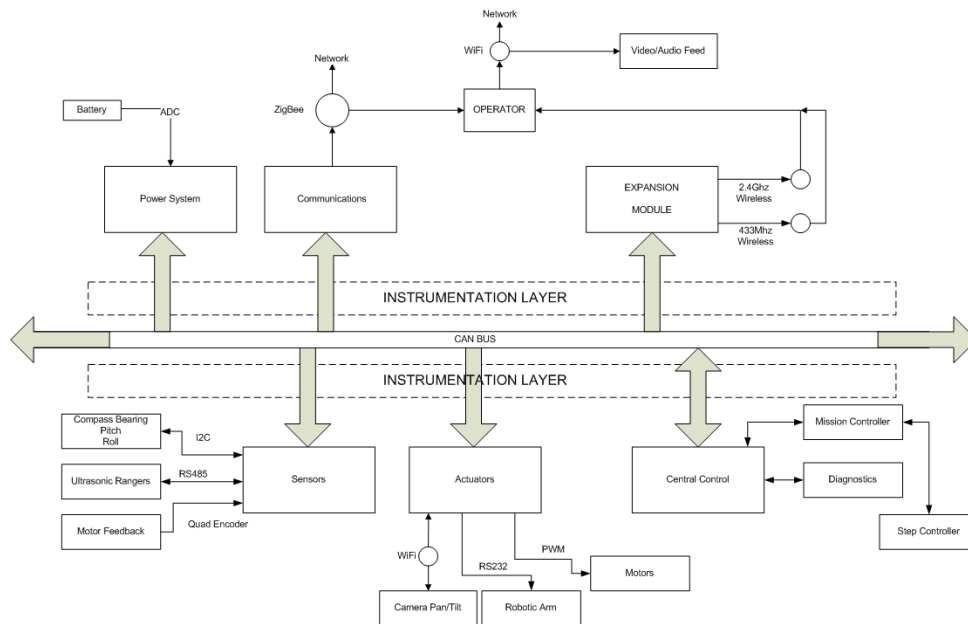 Network
WiFi
Video/Audio Feed
Network
ZigBee
OPERATOR
Battery
ADC
Power System
Communications
EXPANSION
MODULE
2.4Ghz
Wireless
433Mhz
Wireless
INSTRUMENTATION LAYER
CAN BUS
INSTRUMENTATION LAYER
Compass Bearing
Pitch
Roll
I2C
Ultrasonic Rangers
RS485
Motor Feedback
Quad Encoder
Sensors
Actuators
Central Control
Mission Controller
Diagnostics
Step Controller
WiFi
PWM
RS232
Motors
Camera Pan/Tilt
Robotic Arm